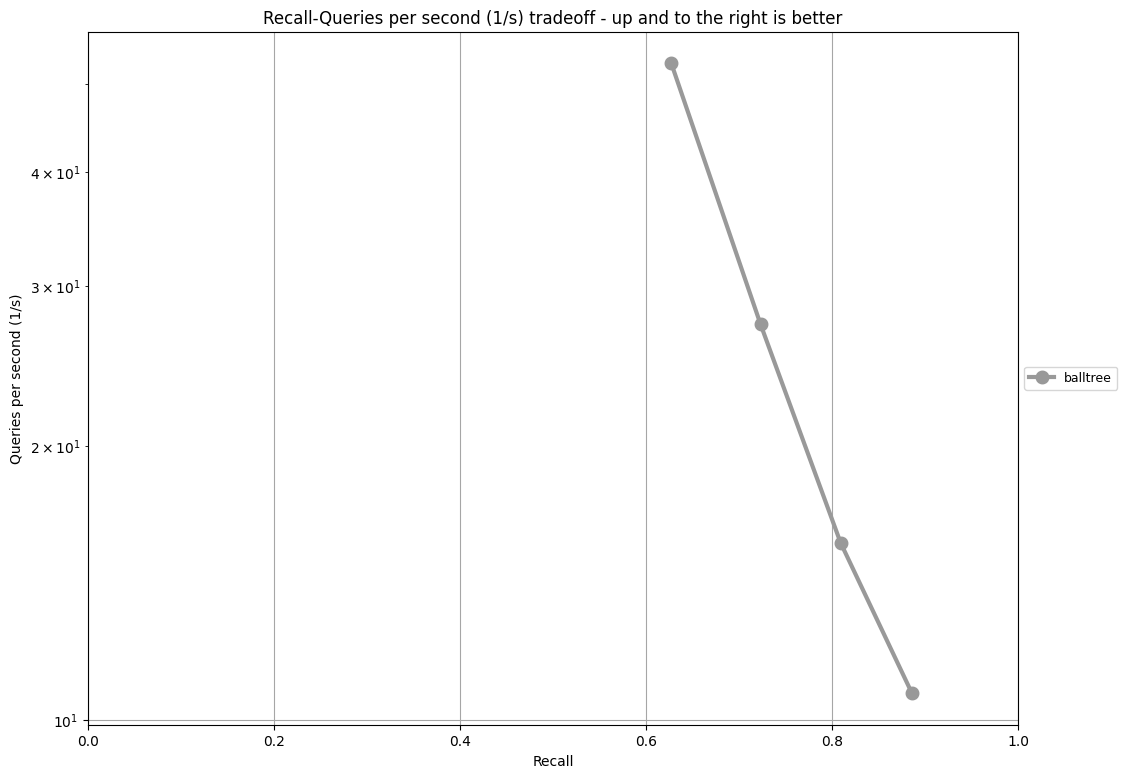 Recall-Queries per second (1/s) tradeoff - up and to the right is better
Queries per second (1/s)
4 × 10¹
3 × 10¹
2 × 10¹
10¹
0.0 0.2 0.4 0.6 0.8 1.0
Recall
balltree